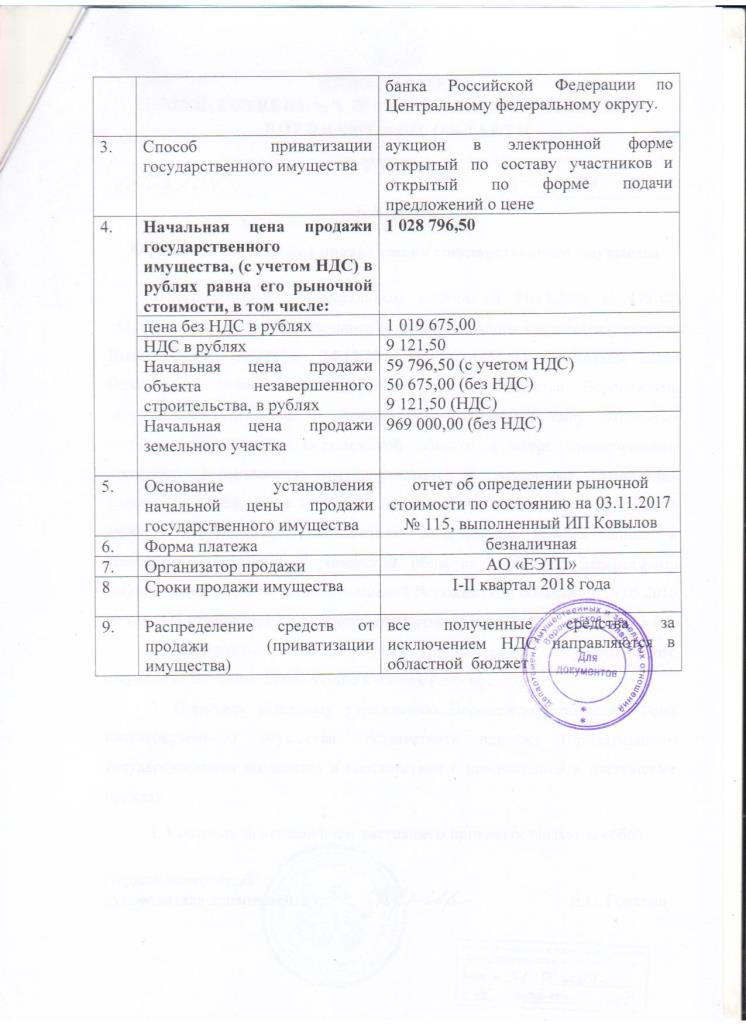 банка Российской Федерации по
Центральному федеральному округу.
3. Способ приватизации
государственного имущества
аукцион в электронной форме
открытый по составу участников и
открытый по форме подачи
предложений о цене
4. Начальная цена продажи
государственного
имущества, (с учетом НДС) в
рублях равна его рыночной
стоимости, в том числе:
1 028 796,50
цена без НДС в рублях
1 019 675,00
НДС в рублях
9 121,50
Начальная цена продажи
объекта незавершенного
строительства, в рублях
59 796,50 (с учетом НДС)
50 675,00 (без НДС)
9 121,50 (НДС)
Начальная цена продажи
земельного участка
969 000,00 (без НДС)
5. Основание установления
начальной цены продажи
государственного имущества
отчет об определении рыночной
стоимости по состоянию на 03.11.2017
№ 115, выполненный ИП Ковылов
6. Форма платежа
безналичная
7. Организатор продажи
АО «ЕЭТП»
8 Сроки продажи имущества
I-II квартал 2018 года
9. Распределение средств от
продажи (приватизации
имущества)
все полученные средства за
исключением НДС направляются в
областной бюджет
Департамент имущественных и земельных отношений
Воронежской области
Для
документов